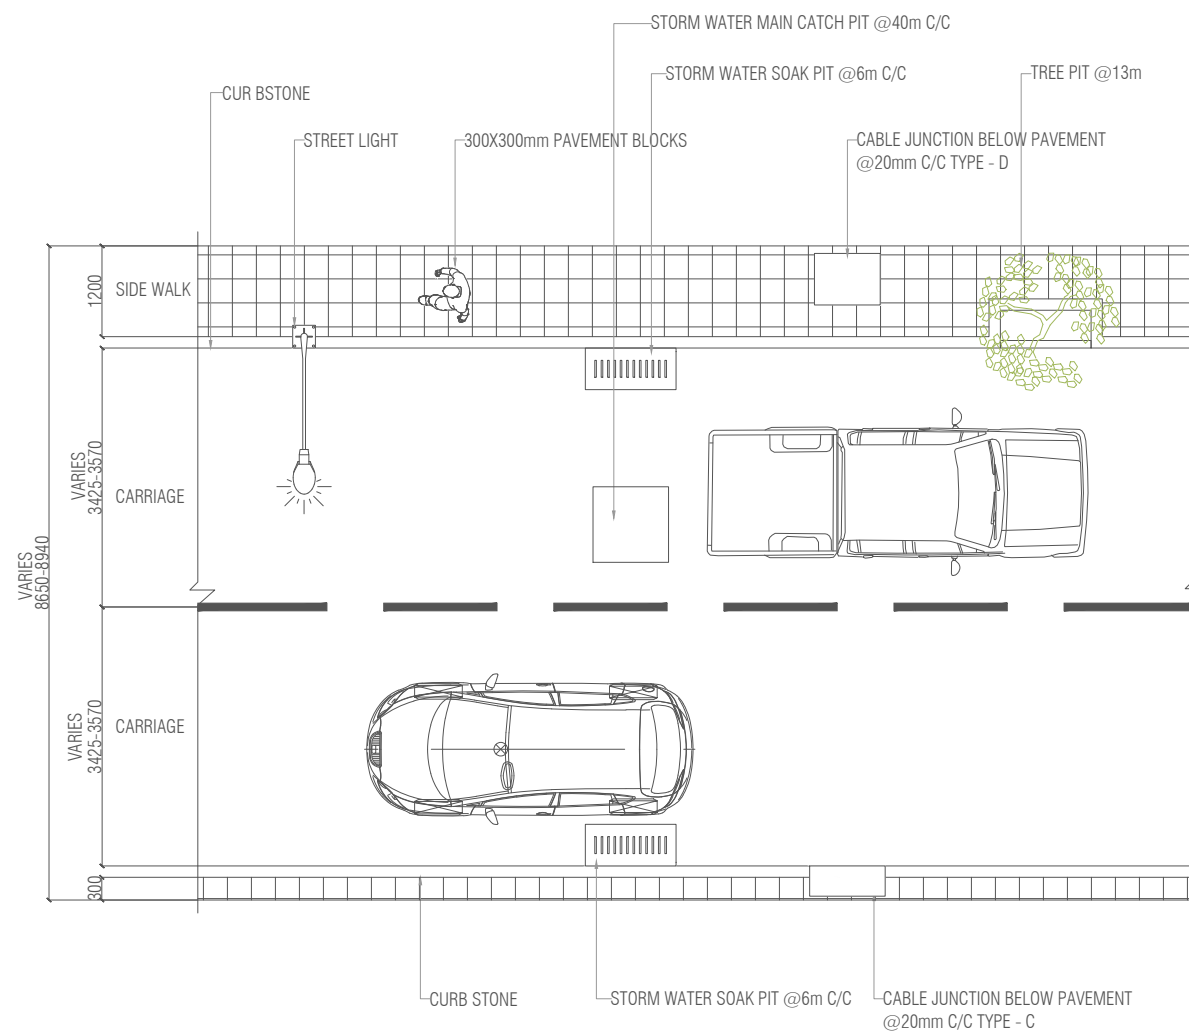 STORM WATER MAIN CATCH PIT @40m C/C
STORM WATER SOAK PIT @6m C/C
TREE PIT @13m
CUR BSTONE
STREET LIGHT
300X300mm PAVEMENT BLOCKS
CABLE JUNCTION BELOW PAVEMENT
@20mm C/C TYPE - D
1200
SIDE WALK
VARIES
3425-3570
CARRIAGE
VARIES
8650-8940
VARIES
3425-3570
CARRIAGE
300
CURB STONE
STORM WATER SOAK PIT @6m C/C
CABLE JUNCTION BELOW PAVEMENT
@20mm C/C TYPE - C